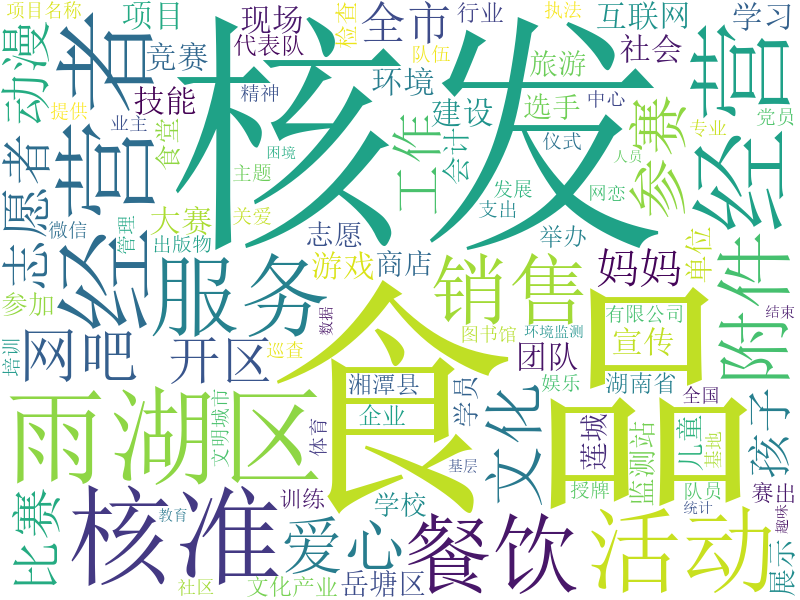 项目名称
项目
现场
检查
全市
行业
执法
互联网
学习
动漫
者
核发
经营
竞赛
代表队
队伍
社会
提供
技能
精神
环境
旅游
中心
党员
业主
食堂
困境
建设
选手
仪式
专业
志愿者
经营
主题
工作
会计
发展
支出
网恋
人员
参赛
微信
管理
大赛
出版物
关爱
志愿
举办
单位
附件
参加
服务
游戏
商店
销售
妈妈
食品
网吧
开区
巡查
数据
团队
图书馆
环境监测
有限公司
宣传
结束
培训
雨湖区
文明城市
湘潭县
企业
学员
娱乐
湖南省
全国
孩子
体育
文化
莲城
监测站
儿童
基地
比赛
核准
训练
学校
基层
餐饮
授牌
队员
赛出
活动
统计
趣味
教育
爱心
社区
文化产业
岳塘区
展示